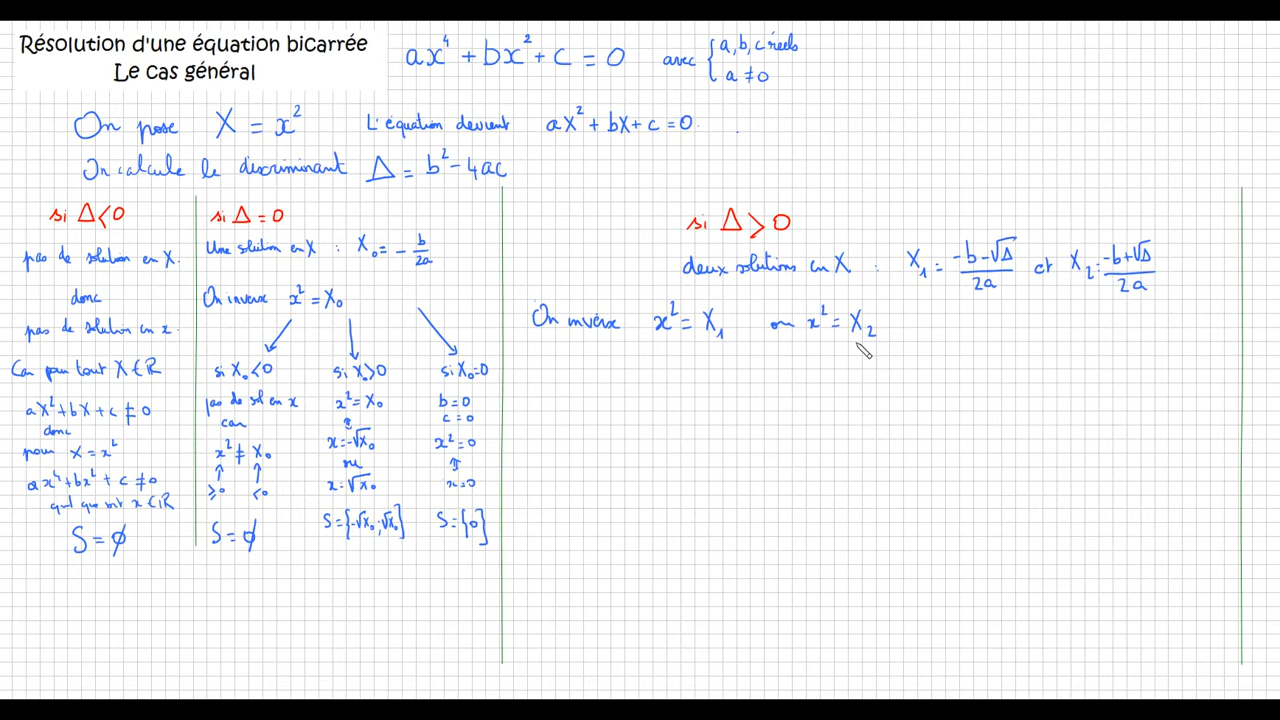 Résolution d'une équation bicarrée
Le cas général
ax⁴ + bx² + c = 0 avec { a, b, c réels
a ≠ 0
On pose X = x² L'équation devient aX² + bX + c = 0.
On calcule le discriminant Δ = b² - 4ac
si Δ < 0
pas de solution en X.
donc
pas de solution en x.
Car pour tout X ∈ ℝ
aX² + bX + c ≠ 0
donc
pour X = x²
ax⁴ + bx² + c ≠ 0
quel que soit x ∈ ℝ
S = ∅
si Δ = 0
Une solution en X : X₀ = - b/2a
On inverse x² = X₀
si X₀ < 0
pas de sol en x
car
x² ≠ X₀
↑ ↑
≥0 <0
S = ∅
si X₀ > 0
x² = X₀
⇕
x = -√X₀
ou
x = √X₀
S = {-√X₀ ; √X₀}
si X₀ = 0
b = 0
c = 0
x² = 0
⇕
x = 0
S = {0}
si Δ > 0
deux solutions en X : X₁ = (-b - √Δ)/2a et X₂ = (-b + √Δ)/2a
On inverse x² = X₁ ou x² = X₂